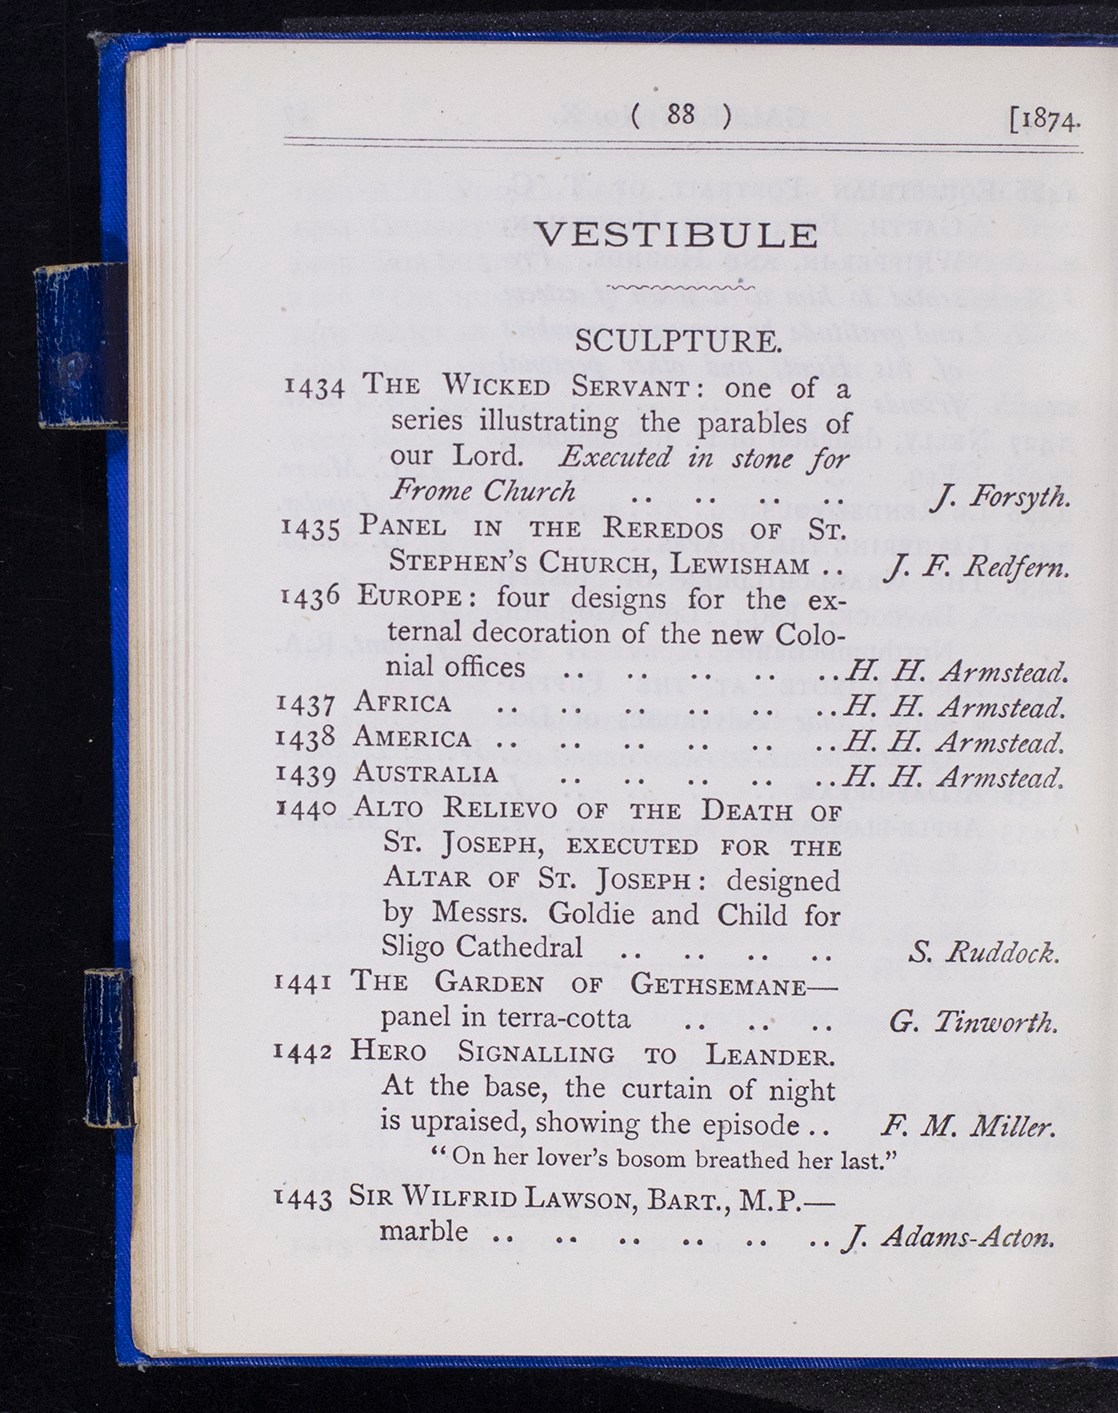 ( 88 ) [1874.
VESTIBULE
SCULPTURE.
1434 THE WICKED SERVANT: one of a
series illustrating the parables of
our Lord. Executed in stone for
Frome Church .. .. .. .. J. Forsyth.
1435 PANEL IN THE REREDOS OF ST.
STEPHEN'S CHURCH, LEWISHAM .. J. F. Redfern.
1436 EUROPE: four designs for the ex-
ternal decoration of the new Colo-
nial offices .. .. .. .. .. H. H. Armstead.
1437 AFRICA .. .. .. .. .. .. H. H. Armstead.
1438 AMERICA .. .. .. .. .. .. H. H. Armstead.
1439 AUSTRALIA .. .. .. .. .. H. H. Armstead.
1440 ALTO RELIEVO OF THE DEATH OF
ST. JOSEPH, EXECUTED FOR THE
ALTAR OF ST. JOSEPH: designed
by Messrs. Goldie and Child for
Sligo Cathedral .. .. .. .. S. Ruddock.
1441 THE GARDEN OF GETHSEMANE—
panel in terra-cotta .. .. .. G. Tinworth.
1442 HERO SIGNALLING TO LEANDER.
At the base, the curtain of night
is upraised, showing the episode .. F. M. Miller.
"On her lover's bosom breathed her last."
1443 SIR WILFRID LAWSON, BART., M.P.—
marble .. .. .. .. .. .. J. Adams-Acton.